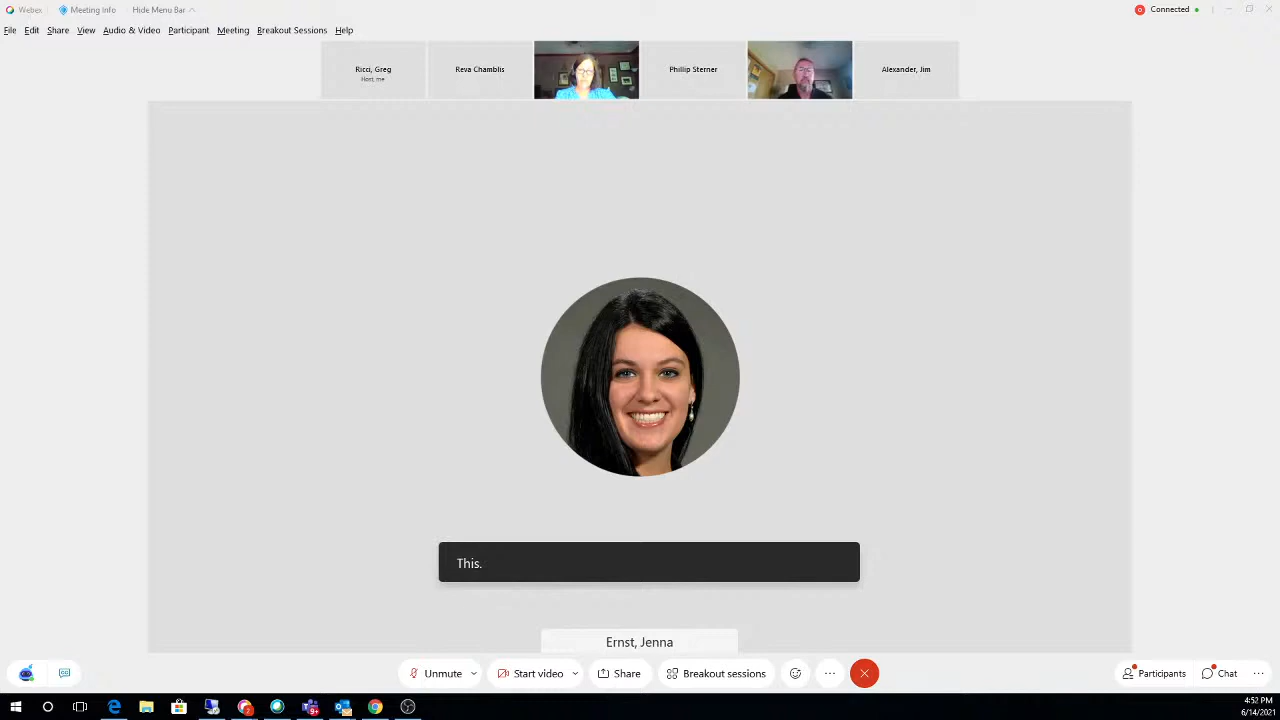 Webex Meeting Info Hide Menu Bar Connected
File Edit Share View Audio & Video Participant Meeting Breakout Sessions Help
Ricci, Greg
Host, me
Reva Chamblis
Phillip Sterner
Alexander, Jim
This.
Ernst, Jenna
Unmute Start video Share Breakout sessions Participants Chat
4:52 PM
6/14/2021